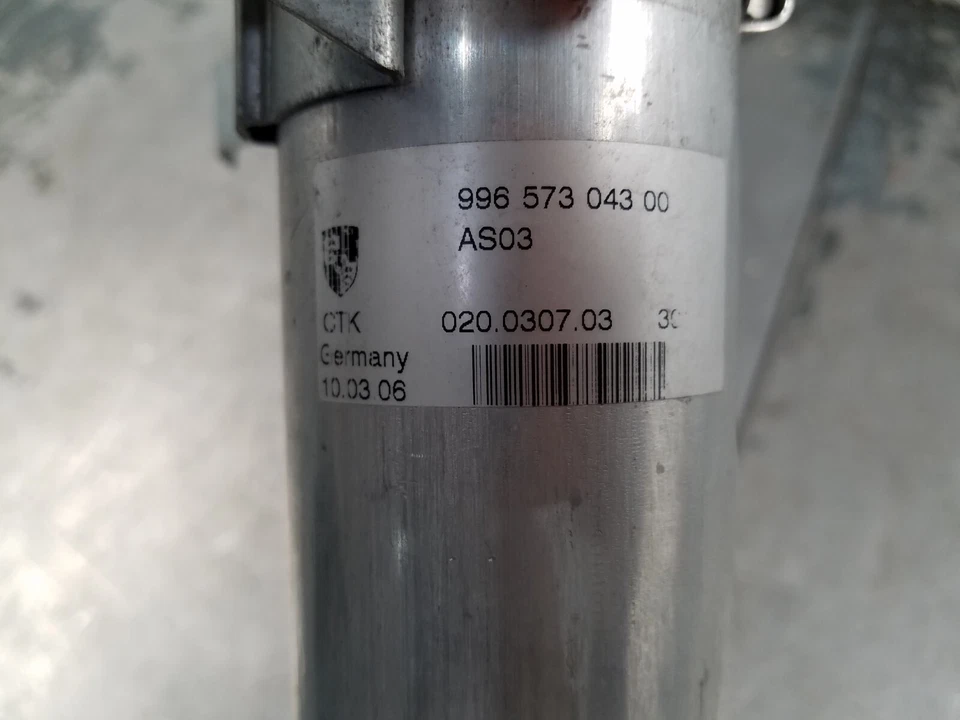 996 573 043 00
AS03
CTK 020.0307.03
Germany
10.03 06